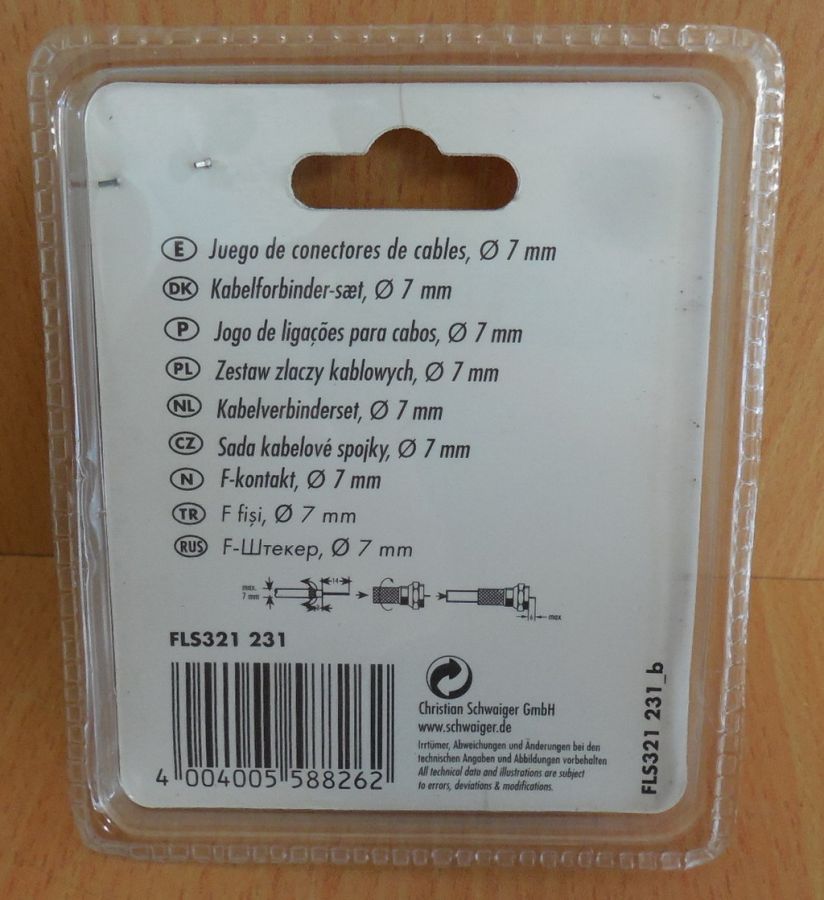 E Juego de conectores de cables, Ø 7 mm
DK Kabelforbinder-sæt, Ø 7 mm
P Jogo de ligações para cabos, Ø 7 mm
PL Zestaw zlaczy kablowych, Ø 7 mm
NL Kabelverbinderset, Ø 7 mm
CZ Sada kabelové spojky, Ø 7 mm
N F-kontakt, Ø 7 mm
TR F fişi, Ø 7 mm
RUS F-Штекер, Ø 7 mm
max.
7 mm
14
6
max
FLS321 231
4 004005 588262
Christian Schwaiger GmbH
www.schwaiger.de
Irrtümer, Abweichungen und Änderungen bei den
technischen Angaben und Abbildungen vorbehalten
All technical data and illustrations are subject
to errors, deviations & modifications.
FLS321 231_b